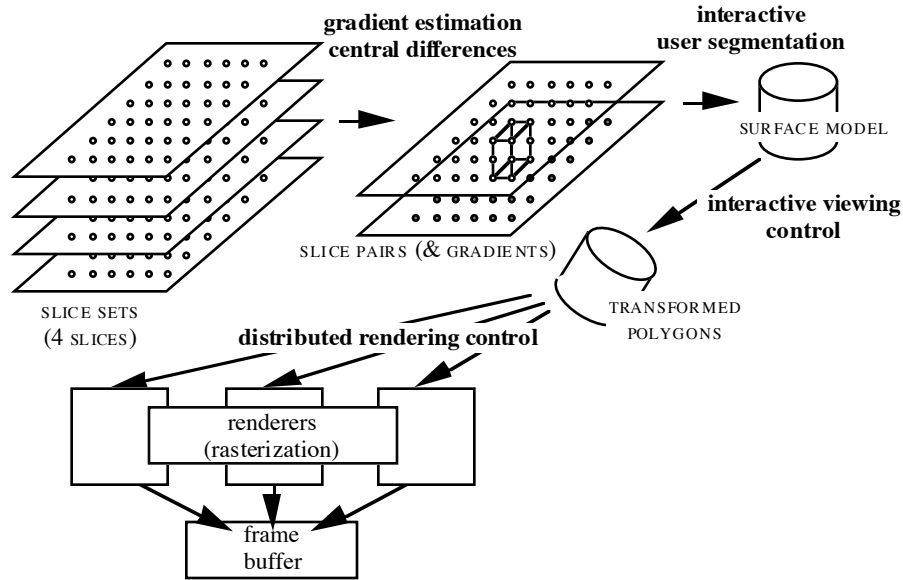 gradient estimation
central differences
interactive
user segmentation
SURFACE MODEL
interactive viewing
control
SLICE PAIRS (& GRADIENTS)
SLICE SETS
(4 SLICES)
TRANSFORMED
POLYGONS
distributed rendering control
renderers
(rasterization)
frame
buffer